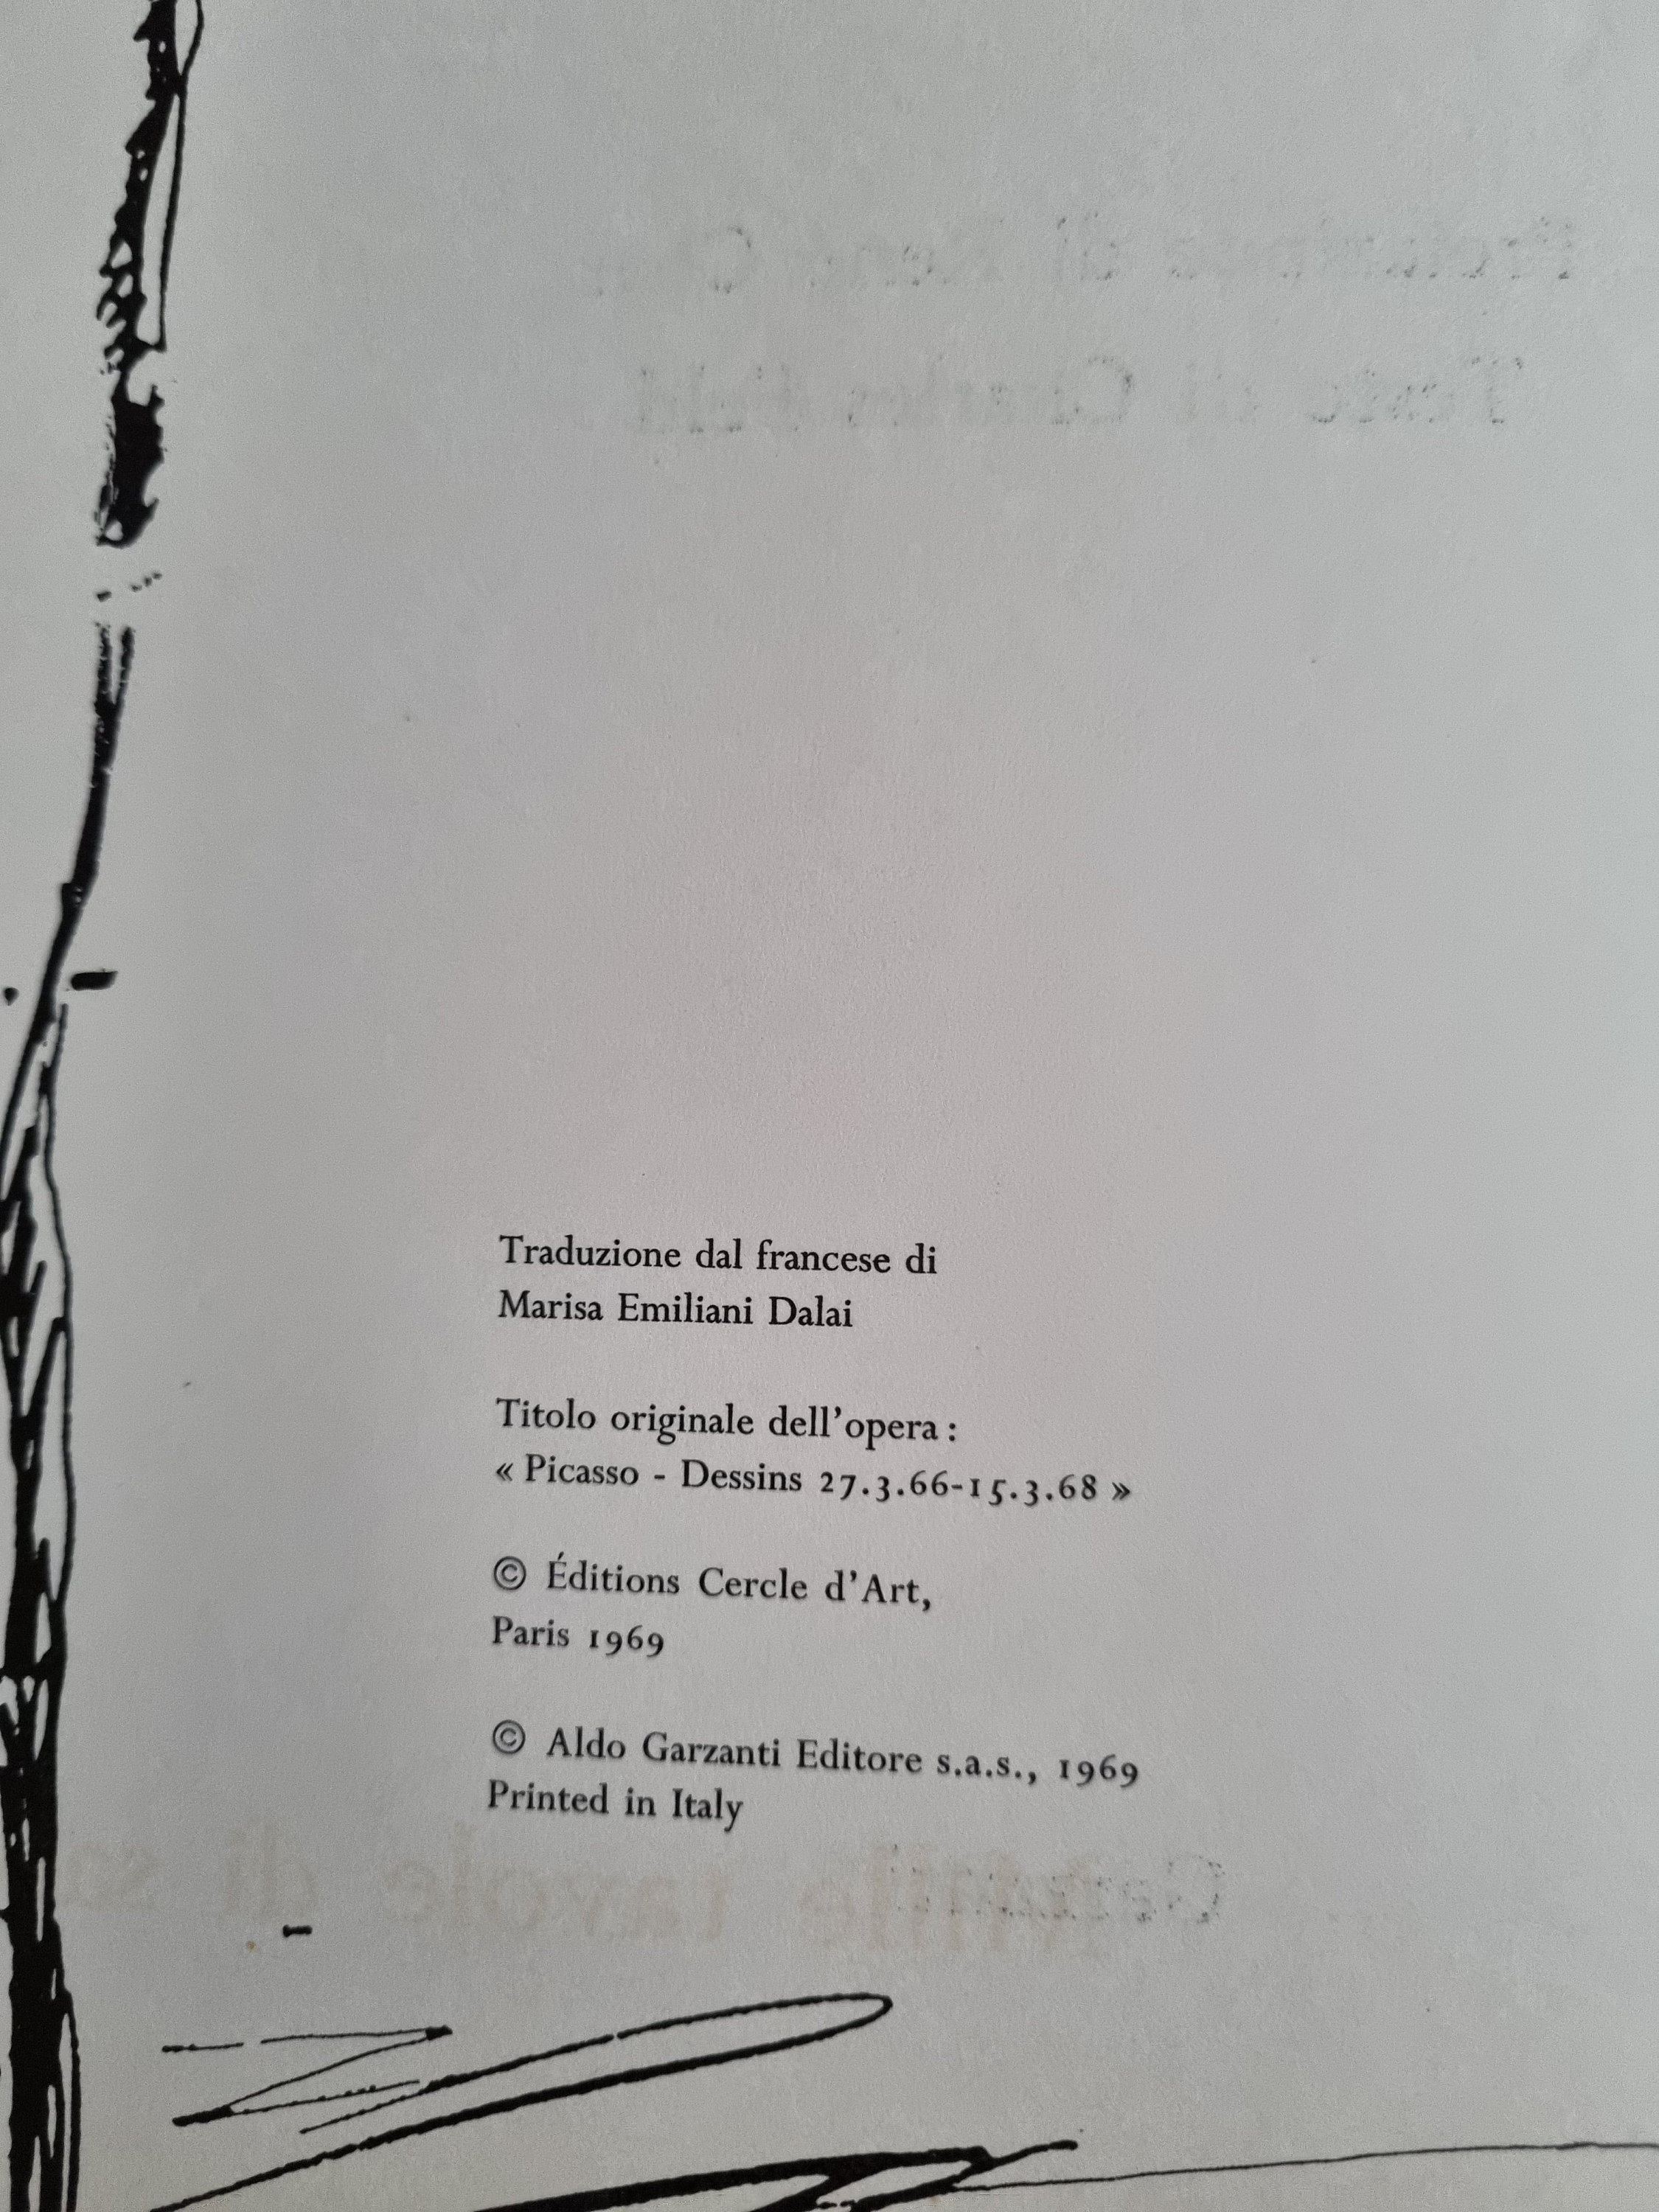 Traduzione dal francese di
Marisa Emiliani Dalai
Titolo originale dell'opera:
« Picasso - Dessins 27.3.66-15.3.68 »
© Éditions Cercle d'Art,
Paris 1969
© Aldo Garzanti Editore s.a.s., 1969
Printed in Italy